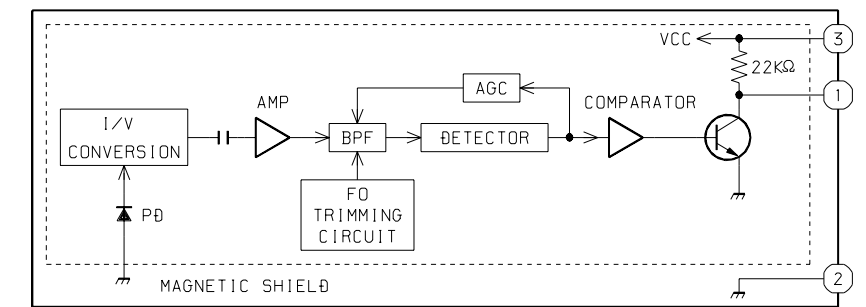 VCC
3
22KΩ
1
AGC
AMP
COMPARATOR
I/V
CONVERSION
BPF
DETECTOR
FO
TRIMMING
CIRCUIT
PD
MAGNETIC SHIELD
2